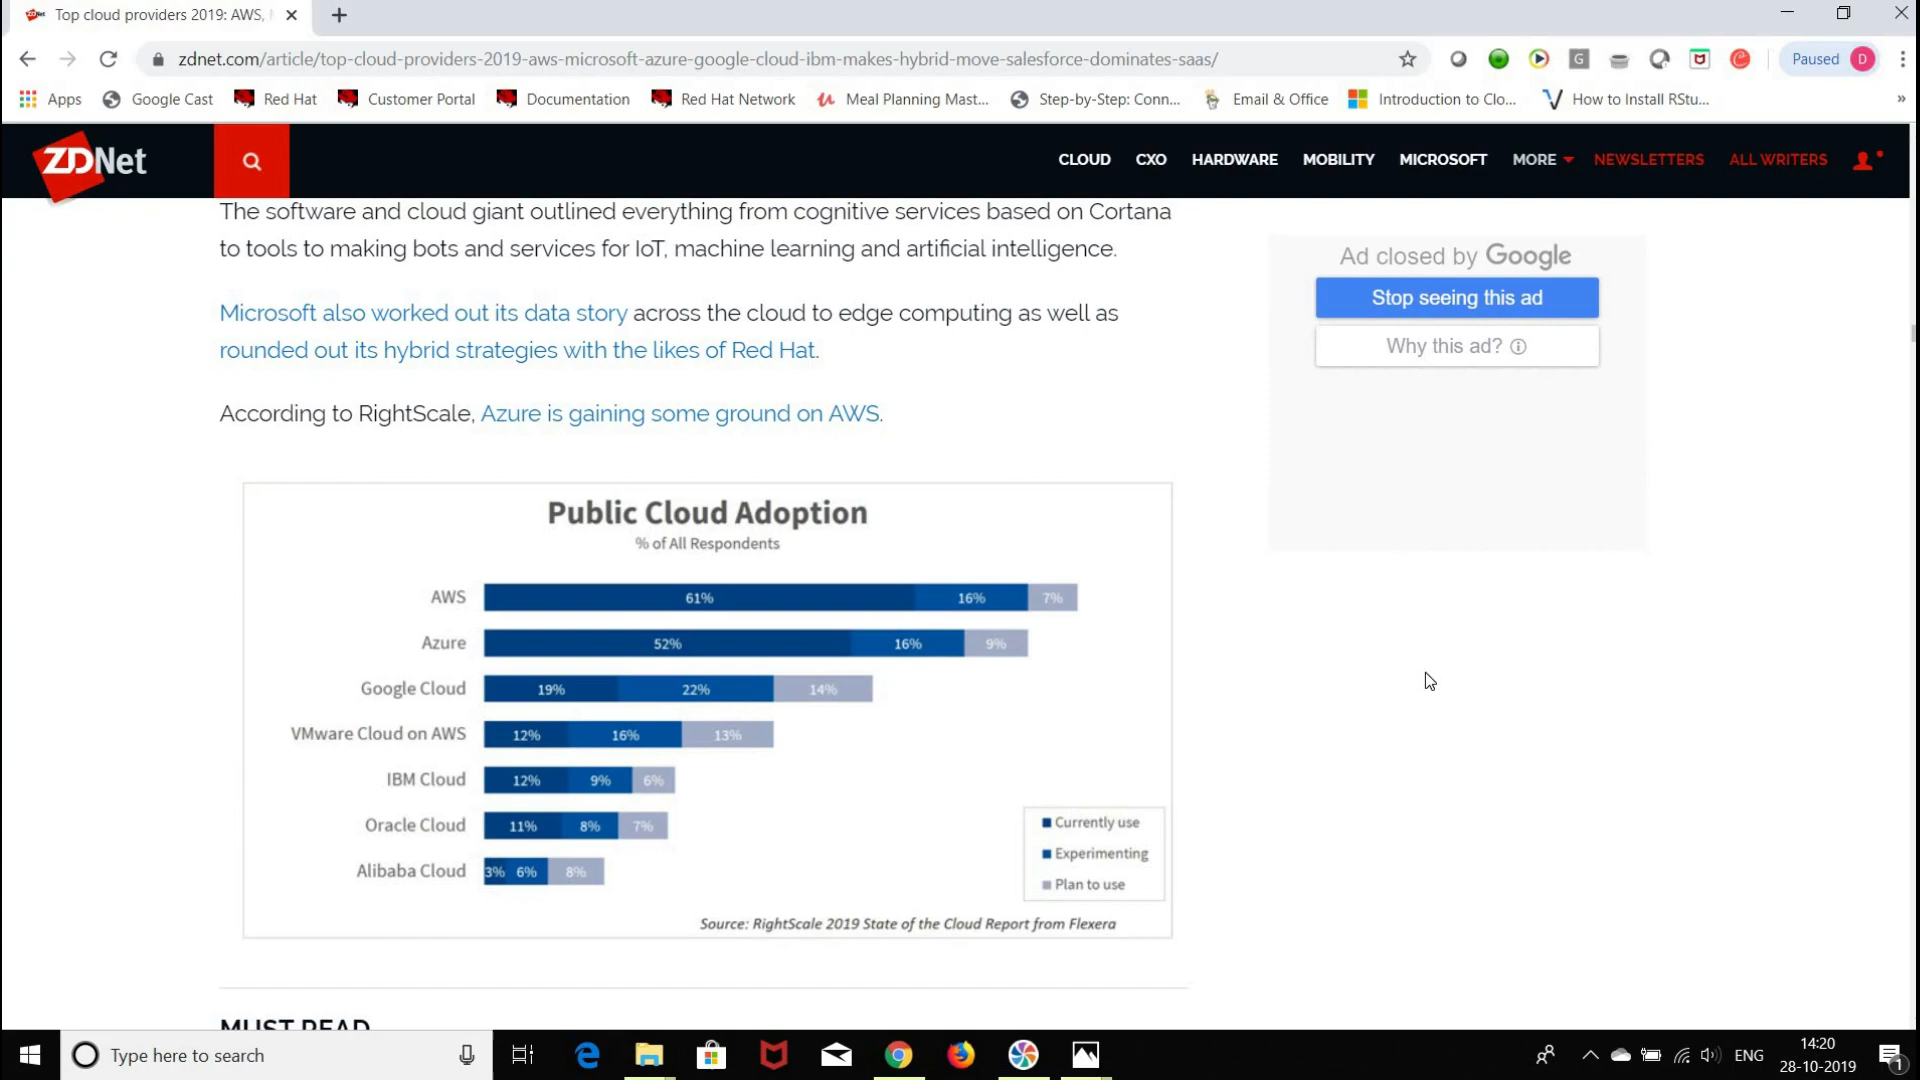 Top cloud providers 2019: AWS,
zdnet.com/article/top-cloud-providers-2019-aws-microsoft-azure-google-cloud-ibm-makes-hybrid-move-salesforce-dominates-saas/
Paused D
Apps Google Cast Red Hat Customer Portal Documentation Red Hat Network Meal Planning Mast... Step-by-Step: Conn... Email & Office Introduction to Clo... How to Install RStu... »
ZDNet CLOUD CXO HARDWARE MOBILITY MICROSOFT MORE NEWSLETTERS ALL WRITERS
The software and cloud giant outlined everything from cognitive services based on Cortana
to tools to making bots and services for IoT, machine learning and artificial intelligence.
Microsoft also worked out its data story across the cloud to edge computing as well as
rounded out its hybrid strategies with the likes of Red Hat.
According to RightScale, Azure is gaining some ground on AWS.
Ad closed by Google
Stop seeing this ad
Why this ad?
Public Cloud Adoption
% of All Respondents
AWS 61% 16% 7%
Azure 52% 16% 9%
Google Cloud 19% 22% 14%
VMware Cloud on AWS 12% 16% 13%
IBM Cloud 12% 9% 6%
Oracle Cloud 11% 8% 7%
Alibaba Cloud 3% 6% 8%
Currently use
Experimenting
Plan to use
Source: RightScale 2019 State of the Cloud Report from Flexera
MUST READ
Type here to search
ENG
14:20
28-10-2019
1